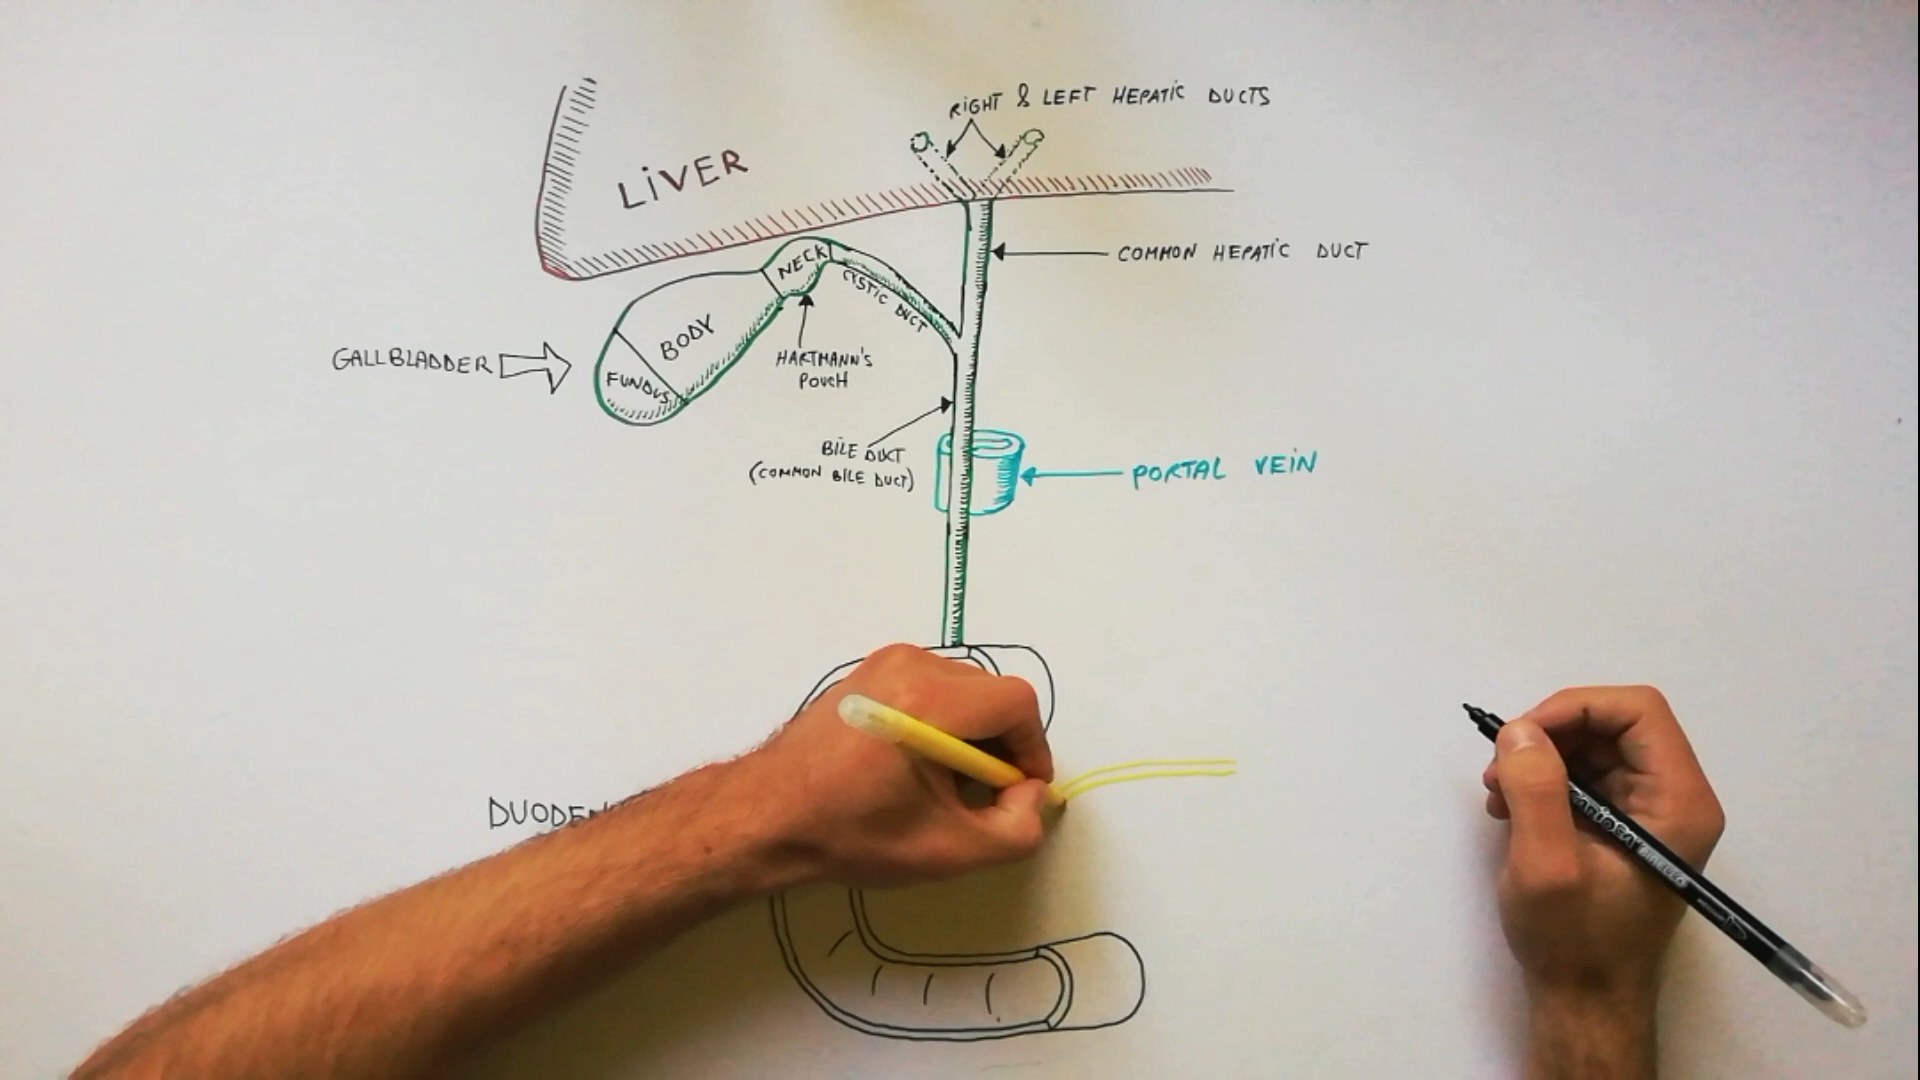 RIGHT & LEFT HEPATIC DUCTS
LIVER
NECK
COMMON HEPATIC DUCT
CYSTIC DUCT
BODY
GALLBLADDER
HARTMANN'S
POUCH
FUNDUS
BILE DUCT
(COMMON BILE DUCT)
PORTAL VEIN
DUODEN